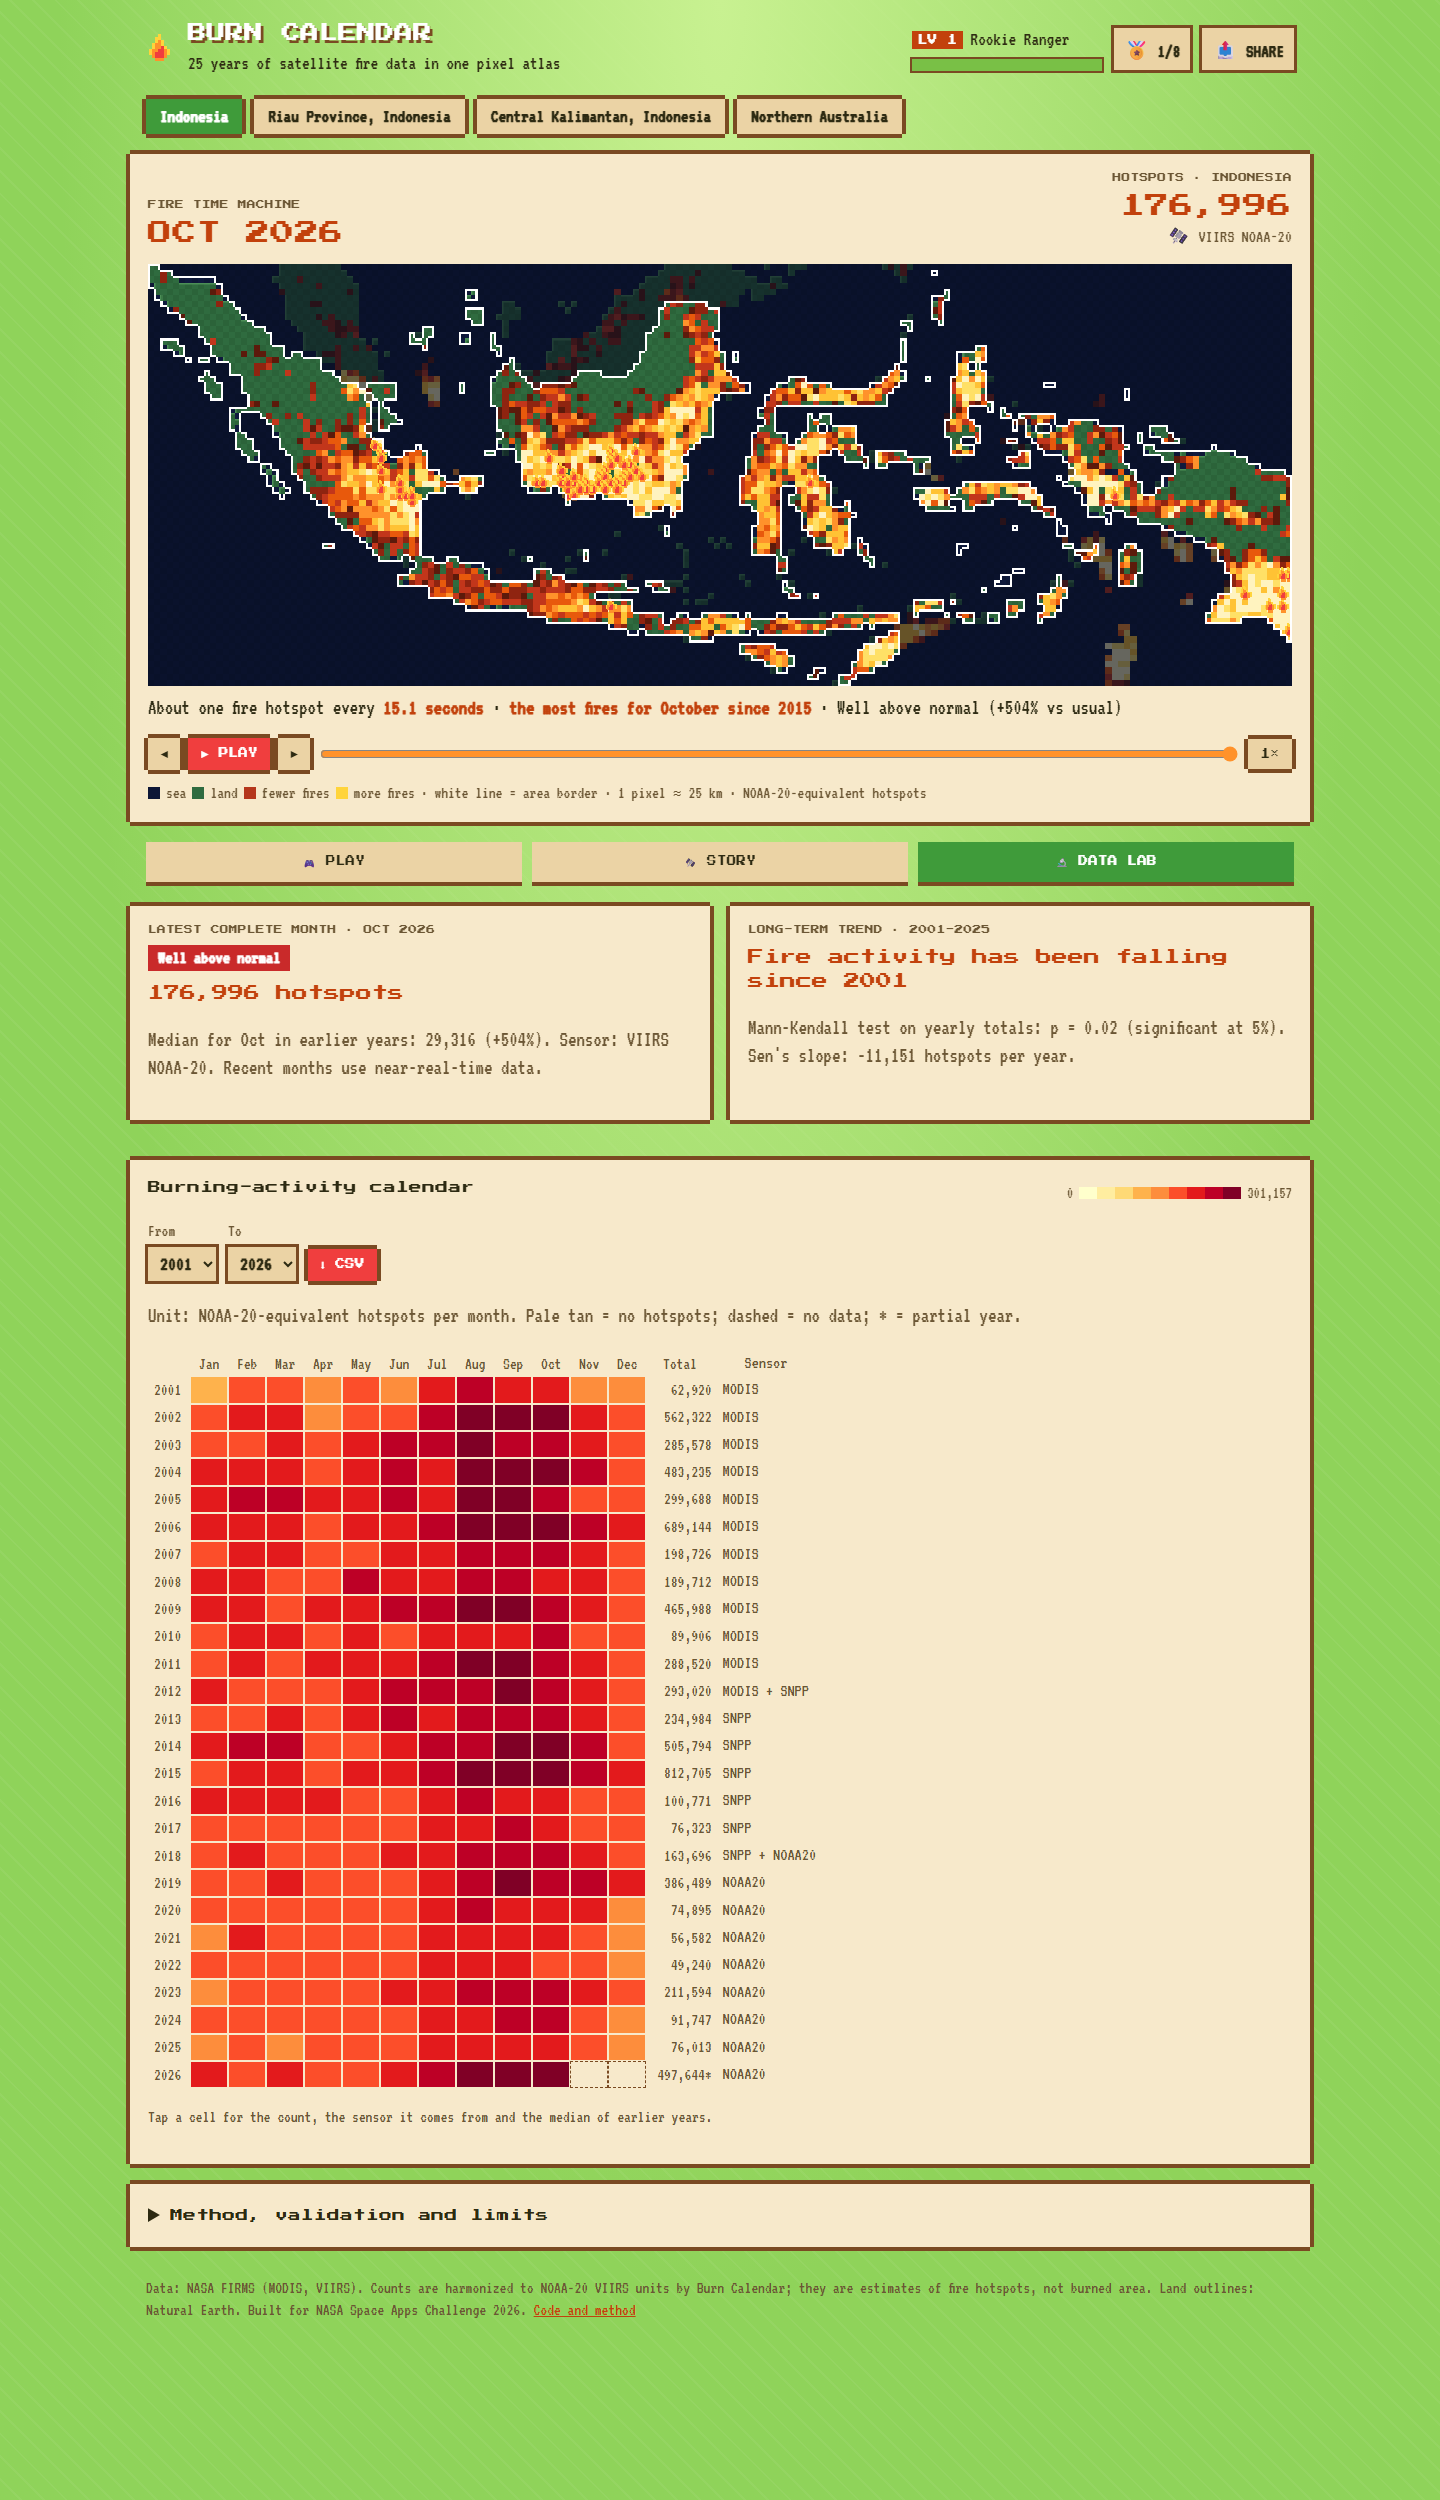 BURN CALENDAR
25 years of satellite fire data in one pixel atlas
LV 1 Rookie Ranger
1/8
SHARE
Indonesia
Riau Province, Indonesia
Central Kalimantan, Indonesia
Northern Australia
FIRE TIME MACHINE
OCT 2026
HOTSPOTS · INDONESIA
176,996
VIIRS NOAA-20
About one fire hotspot every 15.1 seconds · the most fires for October since 2015 · Well above normal (+504% vs usual)
◄
► PLAY
►
1×
sea land fewer fires more fires · white line = area border · 1 pixel ≈ 25 km · NOAA-20-equivalent hotspots
PLAY
STORY
DATA LAB
LATEST COMPLETE MONTH · OCT 2026
Well above normal
176,996 hotspots
Median for Oct in earlier years: 29,316 (+504%). Sensor: VIIRS
NOAA-20. Recent months use near-real-time data.
LONG-TERM TREND · 2001-2025
Fire activity has been falling
since 2001
Mann-Kendall test on yearly totals: p = 0.02 (significant at 5%).
Sen's slope: -11,151 hotspots per year.
Burning-activity calendar
0 301,157
From To
2001 2026 ↓ CSV
Unit: NOAA-20-equivalent hotspots per month. Pale tan = no hotspots; dashed = no data; * = partial year.
Jan Feb Mar Apr May Jun Jul Aug Sep Oct Nov Dec Total Sensor
2001 62,920 MODIS
2002 562,322 MODIS
2003 285,578 MODIS
2004 483,235 MODIS
2005 299,688 MODIS
2006 689,144 MODIS
2007 198,726 MODIS
2008 189,712 MODIS
2009 465,988 MODIS
2010 89,906 MODIS
2011 288,520 MODIS
2012 293,020 MODIS + SNPP
2013 234,984 SNPP
2014 505,794 SNPP
2015 812,705 SNPP
2016 100,771 SNPP
2017 76,323 SNPP
2018 163,696 SNPP + NOAA20
2019 386,489 NOAA20
2020 74,895 NOAA20
2021 56,582 NOAA20
2022 49,240 NOAA20
2023 211,594 NOAA20
2024 91,747 NOAA20
2025 76,013 NOAA20
2026 497,644* NOAA20
Tap a cell for the count, the sensor it comes from and the median of earlier years.
▶ Method, validation and limits
Data: NASA FIRMS (MODIS, VIIRS). Counts are harmonized to NOAA-20 VIIRS units by Burn Calendar; they are estimates of fire hotspots, not burned area. Land outlines:
Natural Earth. Built for NASA Space Apps Challenge 2026. Code and method